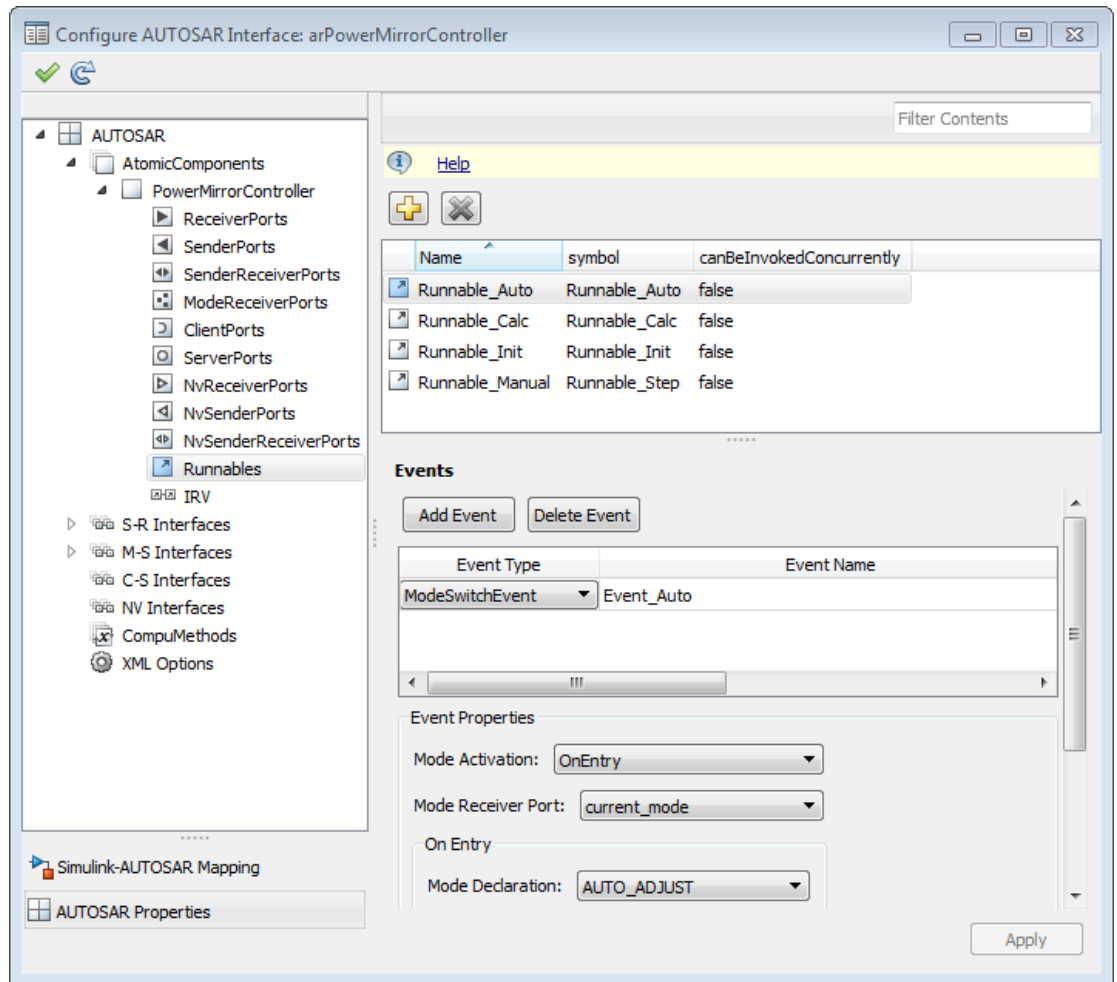 Configure AUTOSAR Interface: arPowerMirrorController
Filter Contents
AUTOSAR
AtomicComponents
PowerMirrorController
ReceiverPorts
SenderPorts
SenderReceiverPorts
ModeReceiverPorts
ClientPorts
ServerPorts
NvReceiverPorts
NvSenderPorts
NvSenderReceiverPorts
Runnables
IRV
S-R Interfaces
M-S Interfaces
C-S Interfaces
NV Interfaces
CompuMethods
XML Options
Simulink-AUTOSAR Mapping
AUTOSAR Properties
Help
Name symbol canBeInvokedConcurrently
Runnable_Auto Runnable_Auto false
Runnable_Calc Runnable_Calc false
Runnable_Init Runnable_Init false
Runnable_Manual Runnable_Step false
Events
Add Event Delete Event
Event Type Event Name
ModeSwitchEvent Event_Auto
Event Properties
Mode Activation: OnEntry
Mode Receiver Port: current_mode
On Entry
Mode Declaration: AUTO_ADJUST
Apply